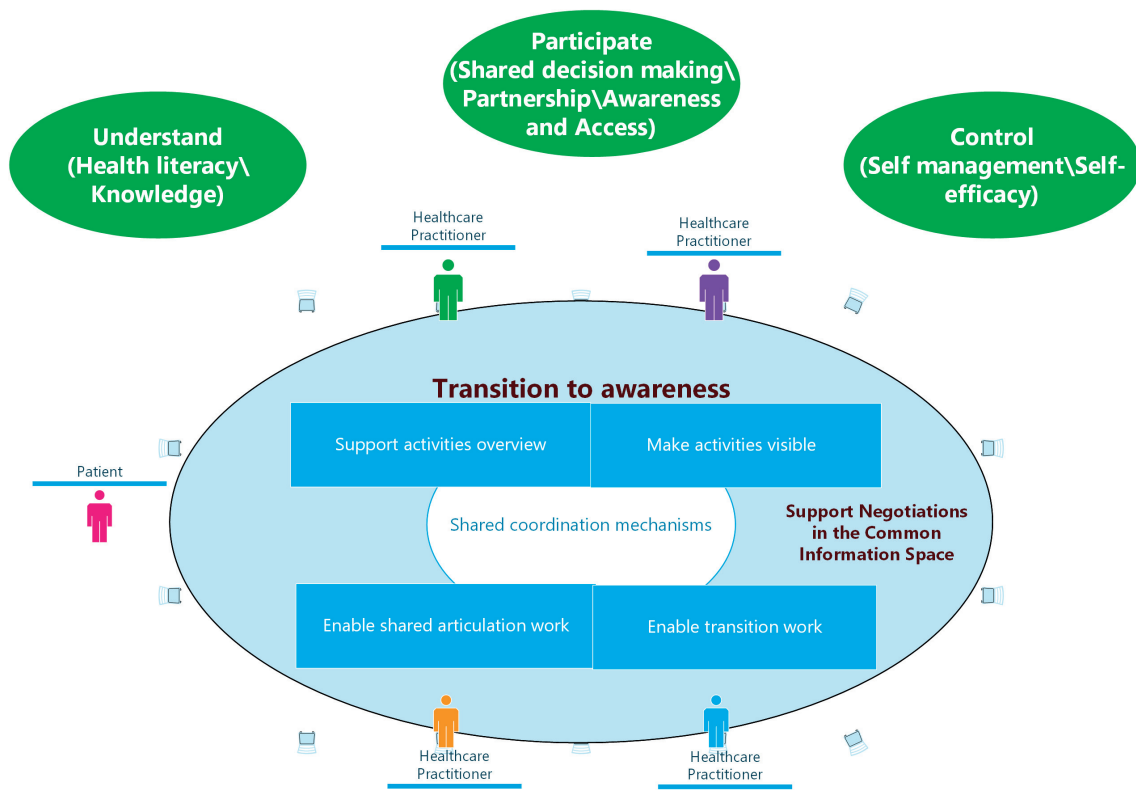 Participate
(Shared decision making\
Partnership\Awareness
and Access)
Understand
(Health literacy\
Knowledge)
Control
(Self management\Self-
efficacy)
Healthcare
Practitioner
Healthcare
Practitioner
Transition to awareness
Support activities overview
Make activities visible
Patient
Shared coordination mechanisms
Support Negotiations
in the Common
Information Space
Enable shared articulation work
Enable transition work
Healthcare
Practitioner
Healthcare
Practitioner